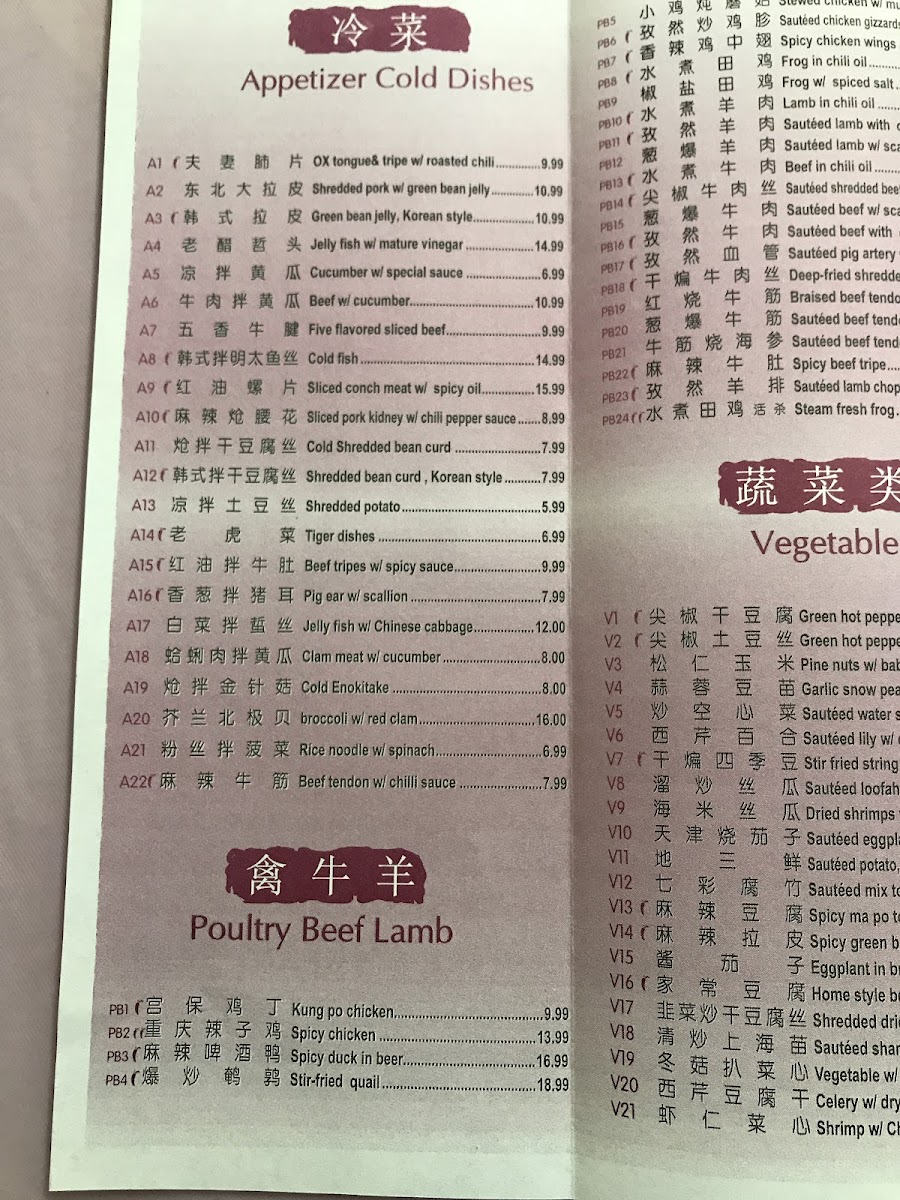 冷菜
Appetizer Cold Dishes
A1 夫妻肺片 OX tongue& tripe w/ roasted chili..............9.99
A2 东北大拉皮 Shredded pork w/ green bean jelly.............10.99
A3 韩式拉皮 Green bean jelly, Korean style...................10.99
A4 老醋哲头 Jelly fish w/ mature vinegar ......................14.99
A5 凉拌黄瓜 Cucumber w/ special sauce ........................6.99
A6 牛肉拌黄瓜 Beef w/ cucumber.......................................10.99
A7 五香牛腱 Five flavored sliced beef.............................9.99
A8 韩式拌明太鱼丝 Cold fish ......................................................14.99
A9 红油螺片 Sliced conch meat w/ spicy oil.................15.99
A10 麻辣炝腰花 Sliced pork kidney w/ chili pepper sauce.......8.99
A11 炝拌干豆腐丝 Cold Shredded bean curd ...........................7.99
A12 韩式拌干豆腐丝 Shredded bean curd , Korean style ...........7.99
A13 凉拌土豆丝 Shredded potato..........................................5.99
A14 老虎菜 Tiger dishes ................................................6.99
A15 红油拌牛肚 Beef tripes w/ spicy sauce............................9.99
A16 香葱拌猪耳 Pig ear w/ scallion .......................................7.99
A17 白菜拌蜇丝 Jelly fish w/ Chinese cabbage..................12.00
A18 蛤蜊肉拌黄瓜 Clam meat w/ cucumber .............................8.00
A19 炝拌金针菇 Cold Enokitake ............................................8.00
A20 芥兰北极贝 broccoli w/ red clam...................................16.00
A21 粉丝拌菠菜 Rice noodle w/ spinach................................6.99
A22 麻辣牛筋 Beef tendon w/ chilli sauce .........................7.99
禽牛羊
Poultry Beef Lamb
PB1 宫保鸡丁 Kung po chicken........................................9.99
PB2 重庆辣子鸡 Spicy chicken .........................................13.99
PB3 麻辣啤酒鸭 Spicy duck in beer...................................16.99
PB4 爆炒鹌鹑 Stir-fried quail............................................18.99
PB5 小鸡炖蘑菇 Stewed chicken w/
PB6 孜然炒鸡胗 Sautéed chicken gizzards
PB7 香辣鸡中翅 Spicy chicken wings
PB8 水煮田鸡 Frog in chili oil.........
PB9 椒盐田鸡 Frog w/ spiced salt..
PB10 水煮羊肉 Lamb in chili oil ......
PB11 孜然羊肉 Sautéed lamb with
PB12 葱爆羊肉 Sautéed lamb w/
PB13 水煮牛肉 Beef in chili oil .......
PB14 尖椒牛肉丝 Sautéed shredded
PB15 葱爆牛肉 Sautéed beef w/
PB16 孜然牛肉 Sautéed beef with
PB17 孜然血管 Sautéed pig artery
PB18 干煸牛肉丝 Deep-fried
PB19 红烧牛筋 Braised beef
PB20 葱爆牛筋 Sautéed beef
PB21 牛筋烧海参 Sautéed beef
PB22 麻辣牛肚 Spicy beef tripe....
PB23 孜然羊排 Sautéed lamb
PB24 水煮田鸡 活杀 Steam fresh frog.
蔬菜类
Vegetable
V1 尖椒干豆腐 Green hot
V2 尖椒土豆丝 Green hot
V3 松仁玉米 Pine nuts w/
V4 蒜蓉豆苗 Garlic snow
V5 炒空心菜 Sautéed water
V6 西芹百合 Sautéed lily w/
V7 干煸四季豆 Stir fried string
V8 溜炒丝瓜 Sautéed loofah
V9 海米丝瓜 Dried shrimps
V10 天津烧茄子 Sautéed
V11 地三鲜 Sautéed potato,
V12 七彩腐竹 Sautéed mix
V13 麻辣豆腐 Spicy ma po
V14 麻辣拉皮 Spicy green
V15 酱茄子 Eggplant in
V16 家常豆腐 Home style
V17 韭菜炒干豆腐丝 Shredded
V18 清炒上海苗 Sautéed
V19 冬菇扒菜心 Vegetable w/
V20 西芹豆腐干 Celery w/ dry
V21 虾仁菜心 Shrimp w/